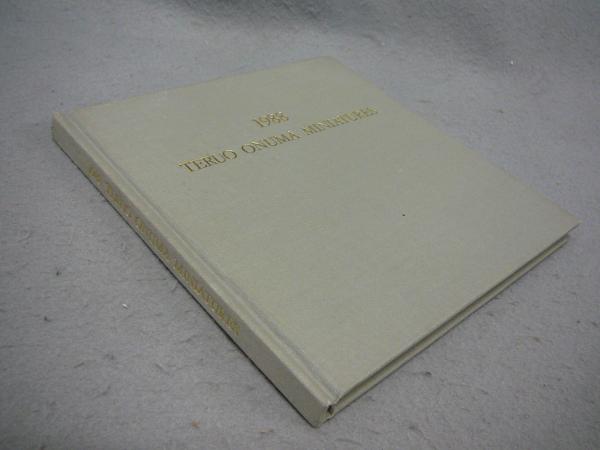 1988
TERUO ONUMA MINIATURES
1988 TERUO ONUMA MINIATURES